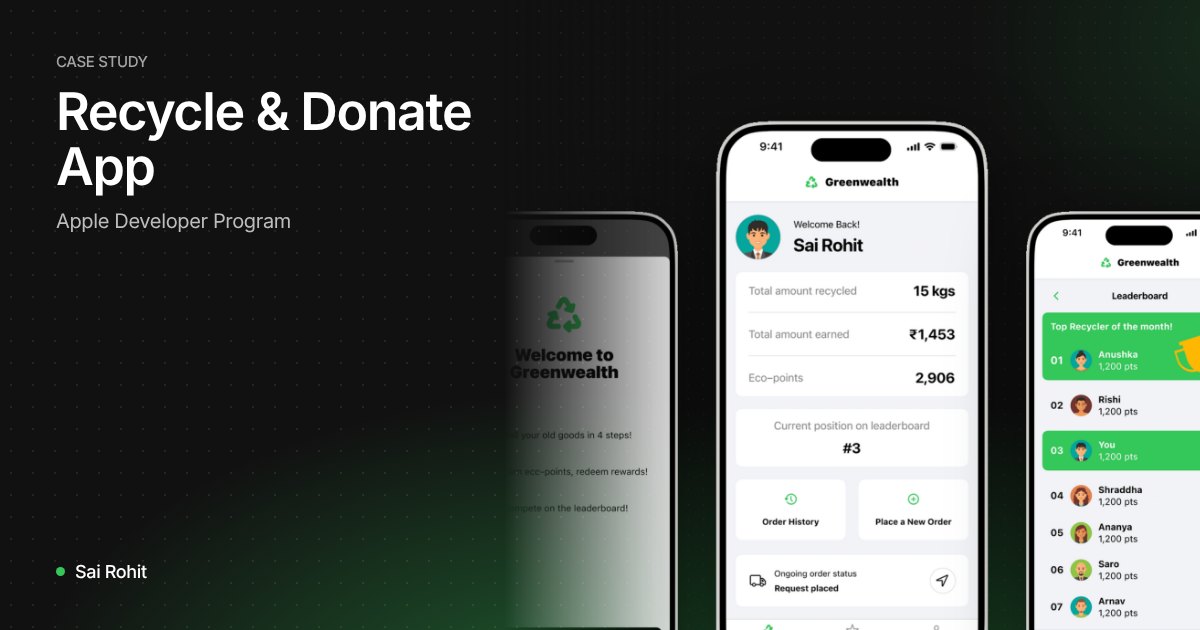 CASE STUDY
Recycle & Donate
App
Apple Developer Program
Sai Rohit
Welcome to
Greenwealth
your old goods in 4 steps!
eco-points, redeem rewards!
on the leaderboard!
9:41
Greenwealth
Welcome Back!
Sai Rohit
Total amount recycled 15 kgs
Total amount earned ₹1,453
Eco-points 2,906
Current position on leaderboard
#3
Order History
Place a New Order
Ongoing order status
Request placed
9:41
Greenwealth
Leaderboard
Top Recycler of the month!
01 Anushka
1,200 pts
02 Rishi
1,200 pts
03 You
1,200 pts
04 Shraddha
1,200 pts
05 Ananya
1,200 pts
06 Saro
1,200 pts
07 Arnav
1,200 pts